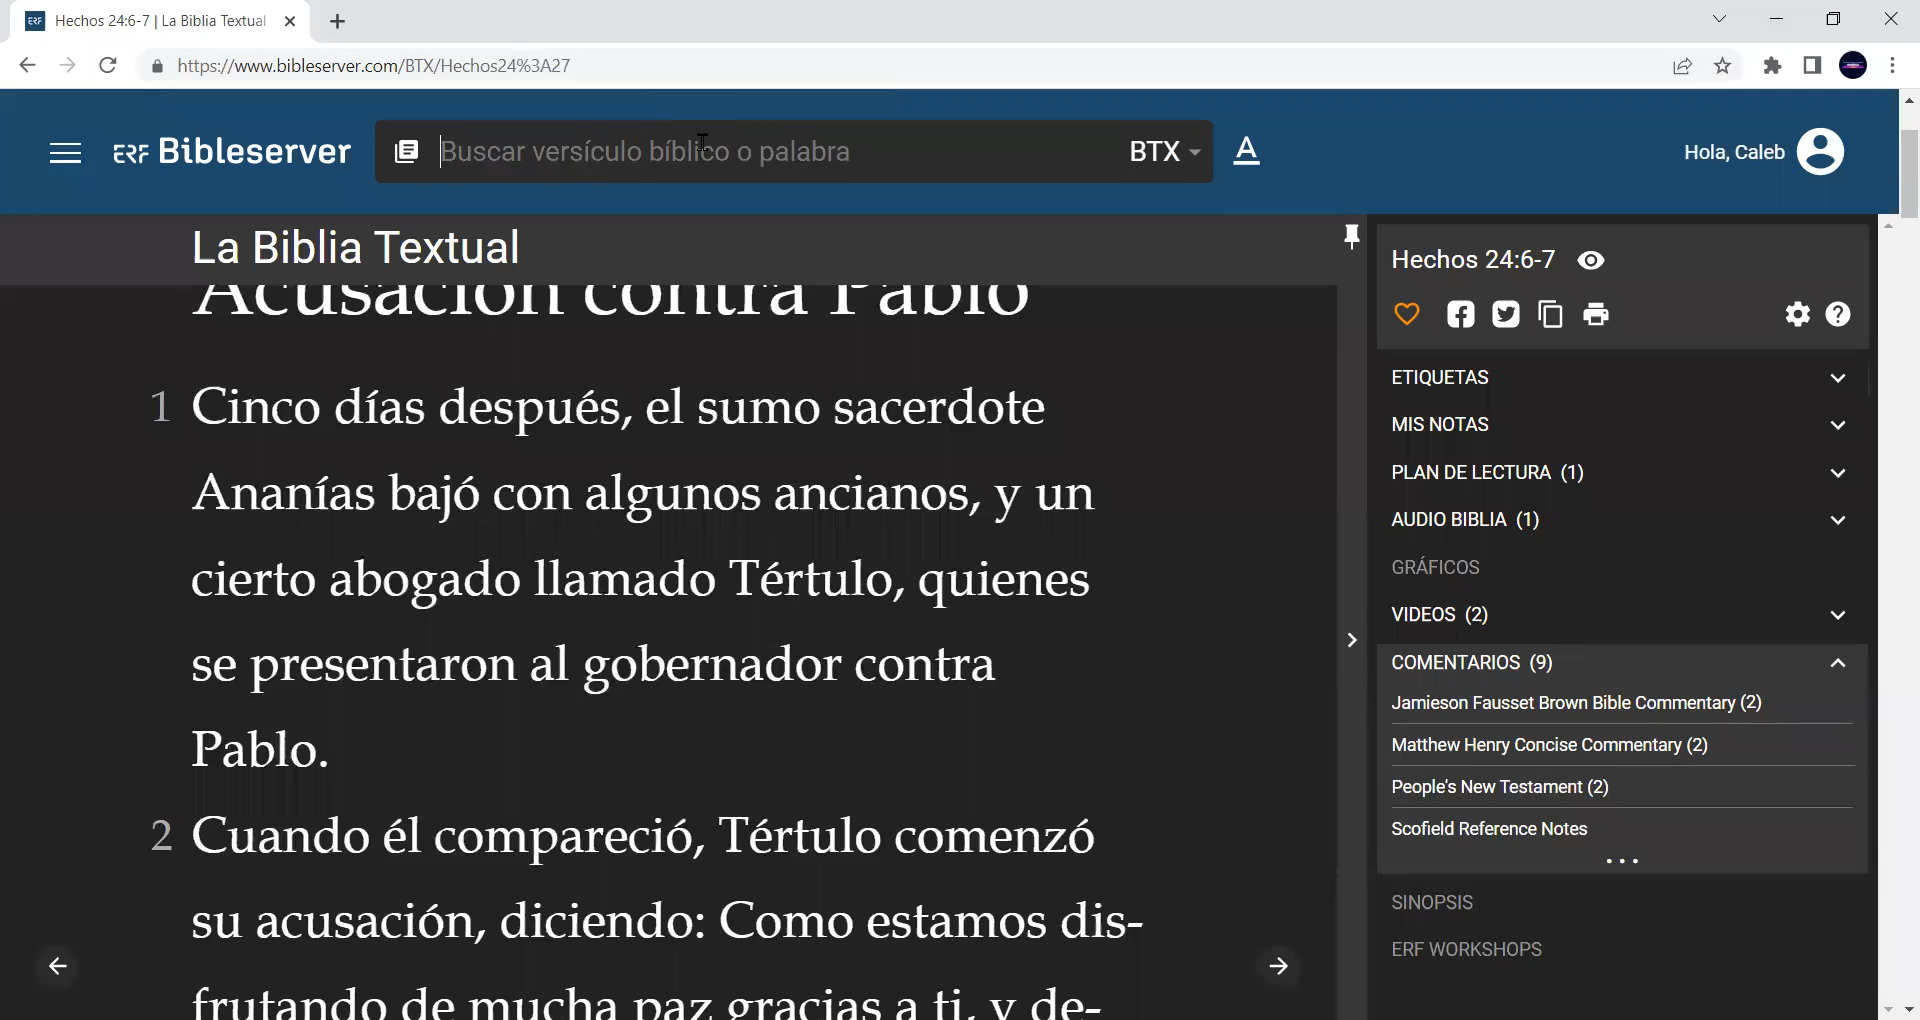 Hechos 24:6-7 | La Biblia Textual
https://www.bibleserver.com/BTX/Hechos24%3A27
ERF Bibleserver
Buscar versículo bíblico o palabra
BTX
A
Hola, Caleb
La Biblia Textual
Acusación contra Pablo
1 Cinco días después, el sumo sacerdote
Ananías bajó con algunos ancianos, y un
cierto abogado llamado Tértulo, quienes
se presentaron al gobernador contra
Pablo.
2 Cuando él compareció, Tértulo comenzó
su acusación, diciendo: Como estamos dis-
frutando de mucha paz gracias a ti, y de-
Hechos 24:6-7
ETIQUETAS
MIS NOTAS
PLAN DE LECTURA (1)
AUDIO BIBLIA (1)
GRÁFICOS
VIDEOS (2)
COMENTARIOS (9)
Jamieson Fausset Brown Bible Commentary (2)
Matthew Henry Concise Commentary (2)
People's New Testament (2)
Scofield Reference Notes
...
SINOPSIS
ERF WORKSHOPS